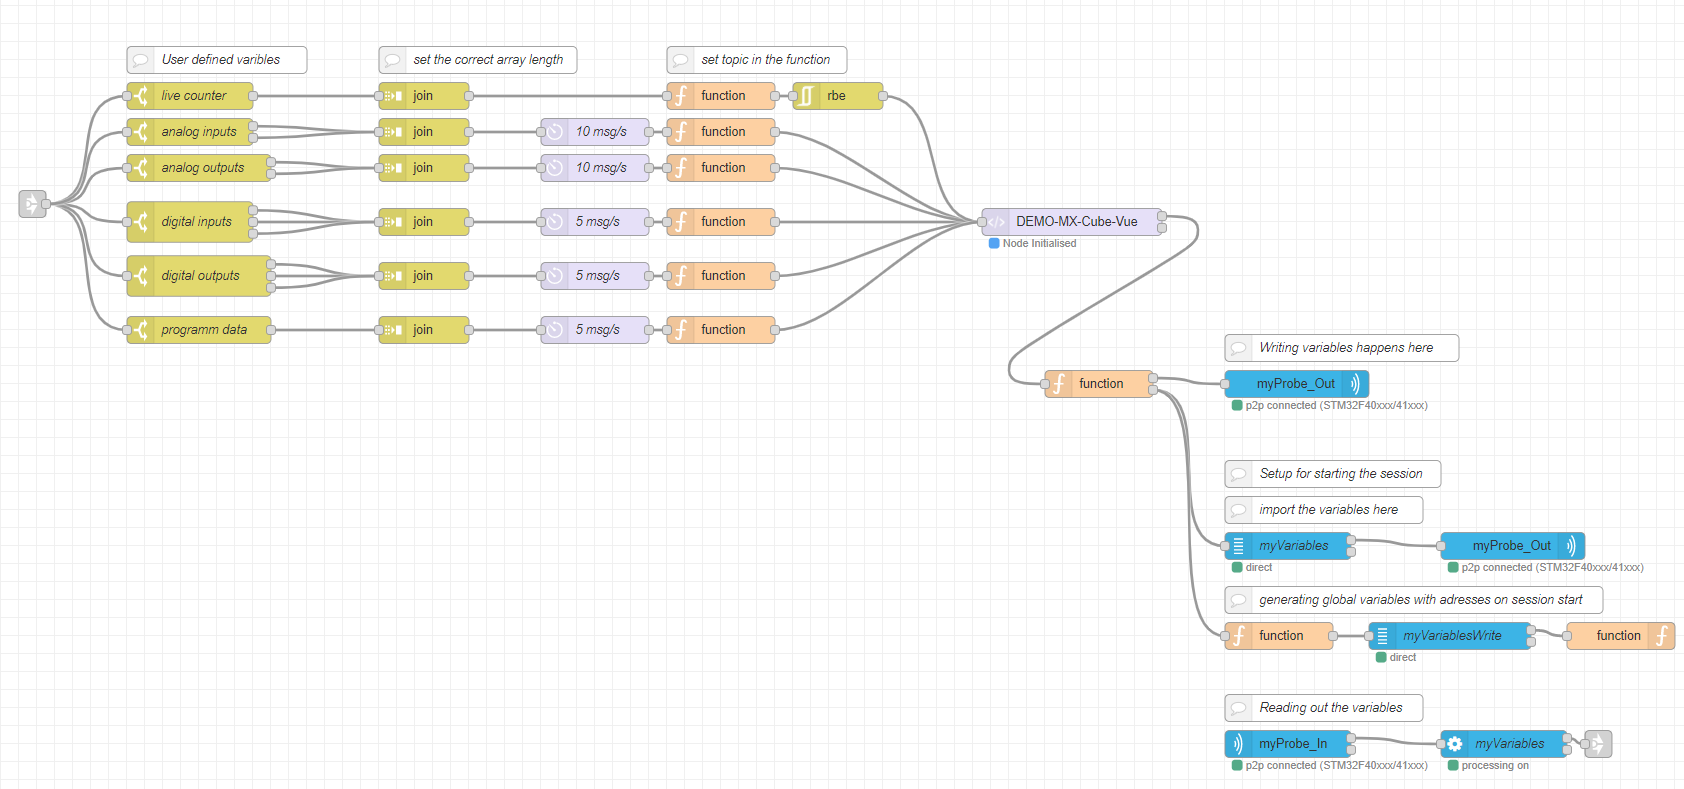 User defined varibles
set the correct array length
set topic in the function
live counter
join
function
rbe
analog inputs
join
10 msg/s
function
analog outputs
join
10 msg/s
function
digital inputs
join
5 msg/s
function
DEMO-MX-Cube-Vue
Node Initialised
digital outputs
join
5 msg/s
function
programm data
join
5 msg/s
function
Writing variables happens here
function
myProbe_Out
p2p connected (STM32F40xxx/41xxx)
Setup for starting the session
import the variables here
myVariables
myProbe_Out
direct
p2p connected (STM32F40xxx/41xxx)
generating global variables with adresses on session start
function
myVariablesWrite
function
direct
Reading out the variables
myProbe_In
myVariables
p2p connected (STM32F40xxx/41xxx)
processing on